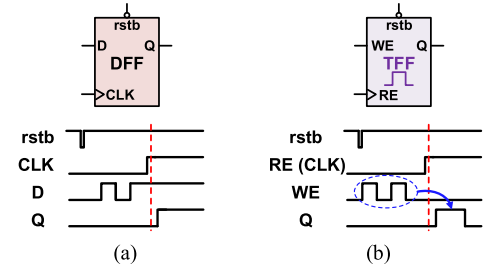 rstb
D Q
DFF
CLK
rstb
CLK
D
Q
(a)
rstb
WE Q
TFF
RE
rstb
RE (CLK)
WE
Q
(b)